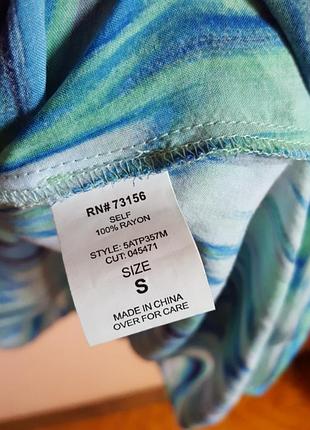 RN# 73156
SELF
100% RAYON
STYLE: 5ATP357M
CUT: 045471
SIZE
S
MADE IN CHINA
OVER FOR CARE